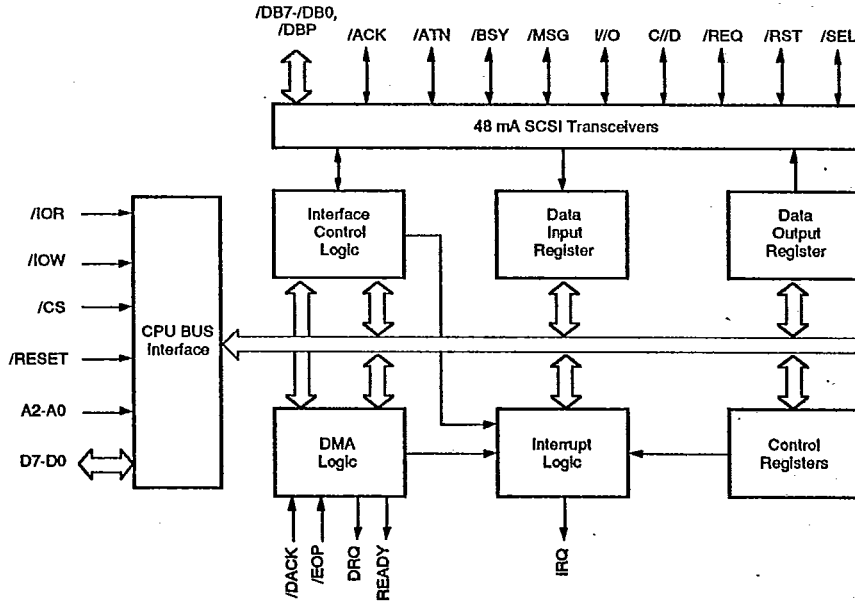 /DB7-/DB0,
/DBP
/ACK
/ATN
/BSY
/MSG
I//O
C//D
/REQ
/RST
/SEL
48 mA SCSI Transceivers
/IOR
/IOW
/CS
/RESET
A2-A0
D7-D0
CPU BUS
Interface
Interface
Control
Logic
Data
Input
Register
Data
Output
Register
DMA
Logic
Interrupt
Logic
Control
Registers
/DACK
/EOP
DRQ
READY
IRQ